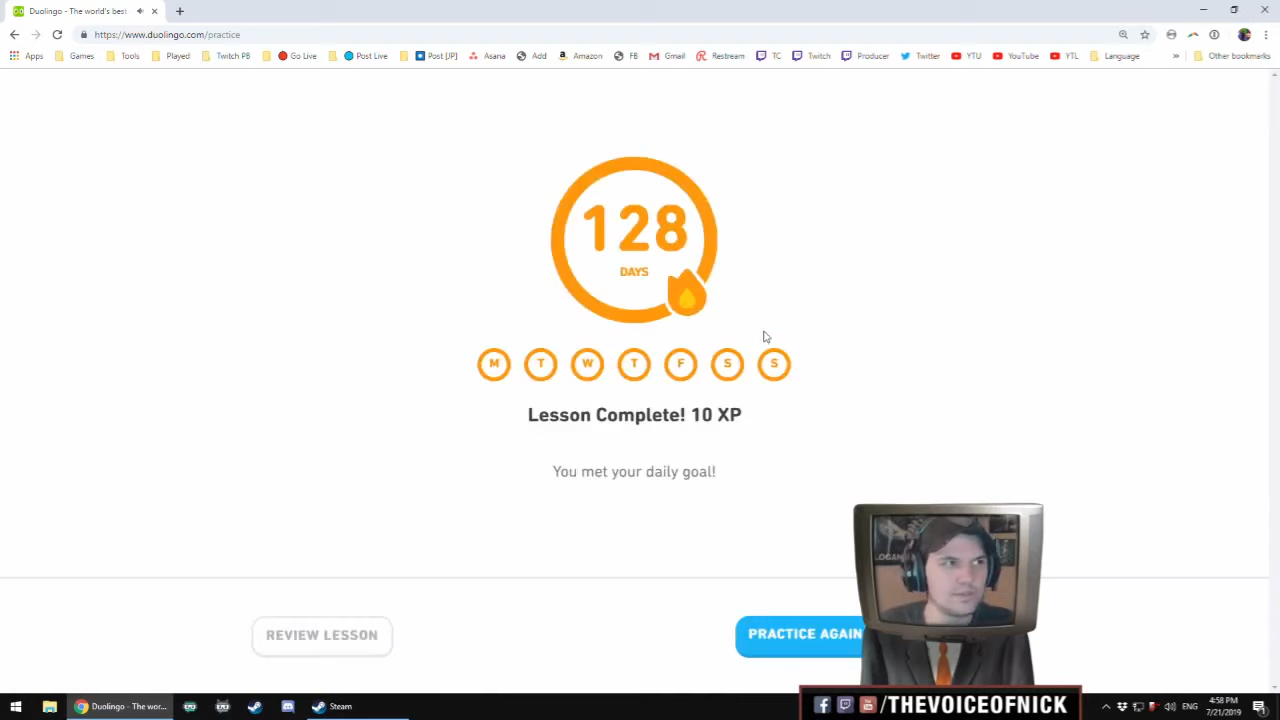 Duolingo - The world's best
https://www.duolingo.com/practice
Apps Games Tools Played Twitch PB Go Live Post Live Post [JP] Asana Add Amazon FB Gmail Restream TC Twitch Producer Twitter YTU YouTube YTL Language » Other bookmarks
128
DAYS
M T W T F S S
Lesson Complete! 10 XP
You met your daily goal!
LOGAN
REVIEW LESSON
PRACTICE AGAIN
/THEVOICEOFNICK
Duolingo - The wor... Steam
ENG
4:58 PM
7/21/2019